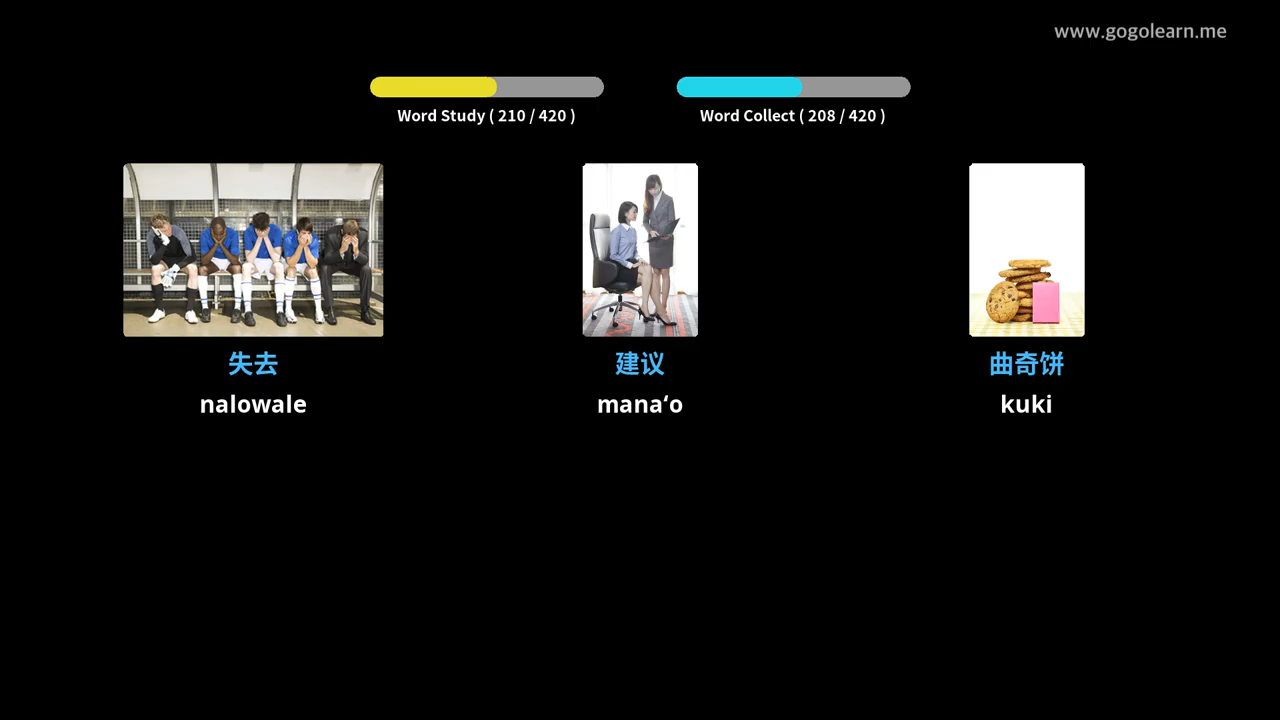 www.gogolearn.me
Word Study ( 210 / 420 )
Word Collect ( 208 / 420 )
失去
建议
曲奇饼
nalowale
manaʻo
kuki